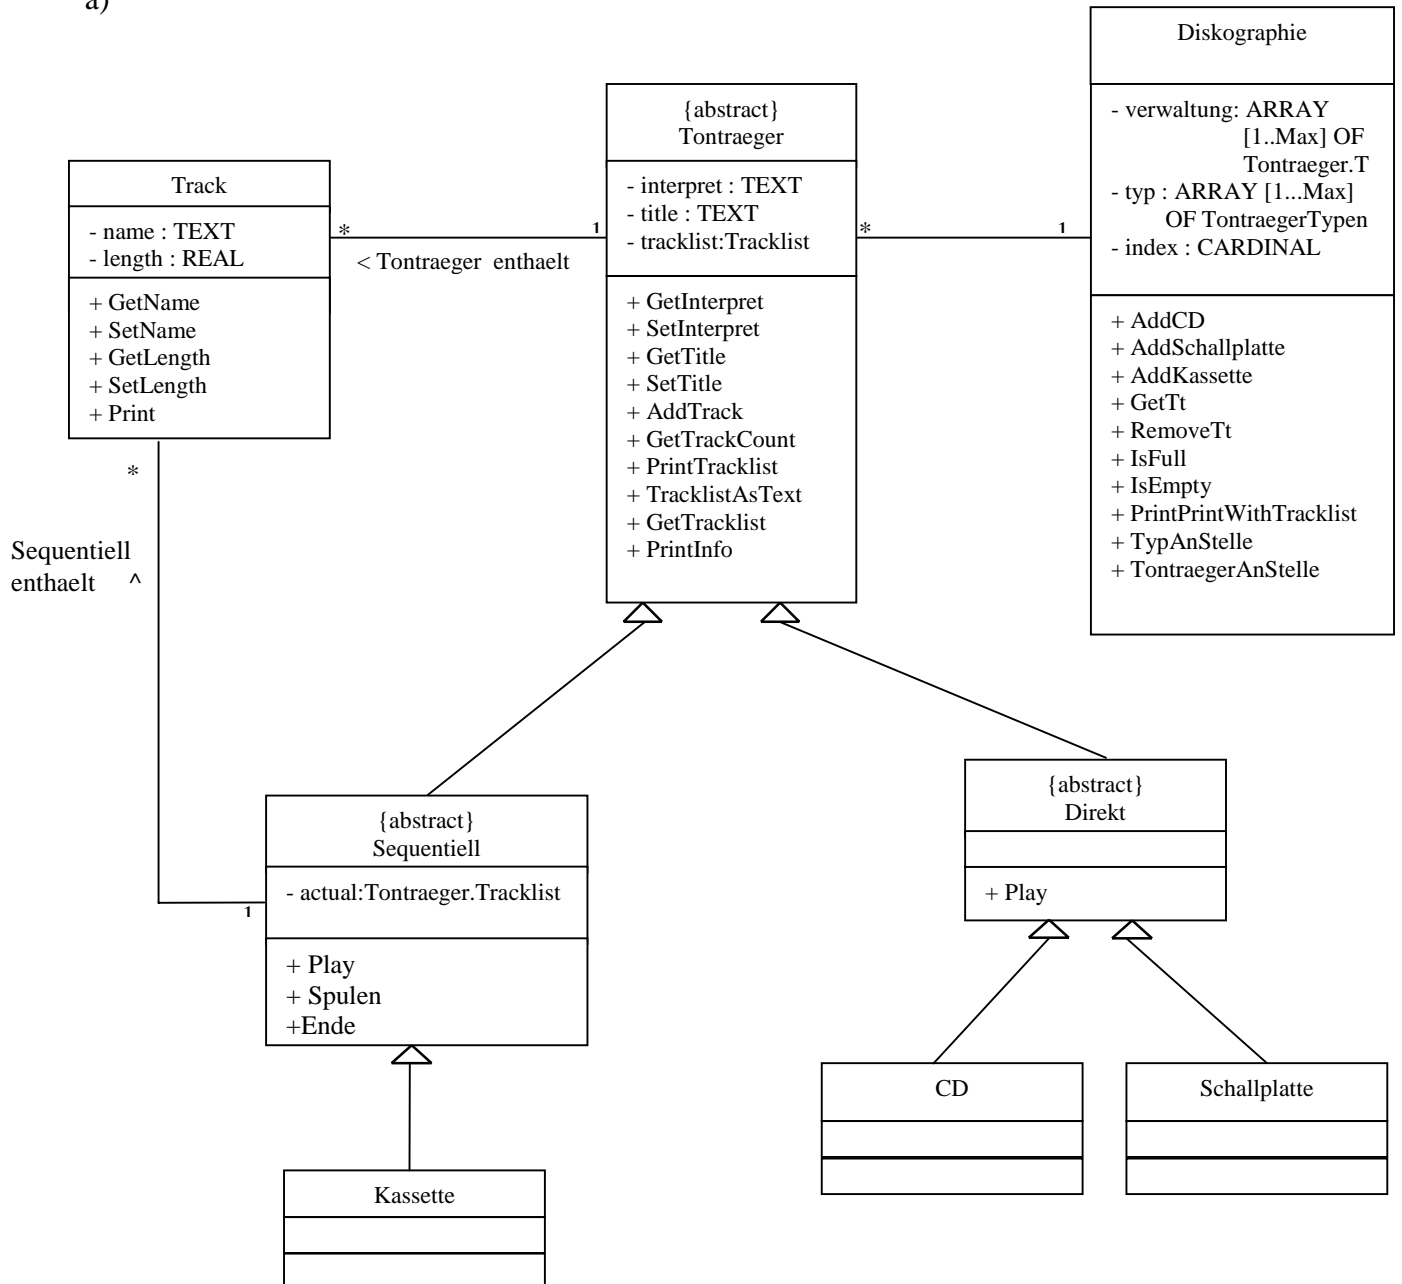 a)
Diskographie
- verwaltung: ARRAY
[1..Max] OF
Tontraeger.T
- typ : ARRAY [1...Max]
OF TontraegerTypen
- index : CARDINAL
+ AddCD
+ AddSchallplatte
+ AddKassette
+ GetTt
+ RemoveTt
+ IsFull
+ IsEmpty
+ PrintPrintWithTracklist
+ TypAnStelle
+ TontraegerAnStelle
{abstract}
Tontraeger
- interpret : TEXT
- title : TEXT
- tracklist:Tracklist
+ GetInterpret
+ SetInterpret
+ GetTitle
+ SetTitle
+ AddTrack
+ GetTrackCount
+ PrintTracklist
+ TracklistAsText
+ GetTracklist
+ PrintInfo
* 1
Track
- name : TEXT
- length : REAL
+ GetName
+ SetName
+ GetLength
+ SetLength
+ Print
* 1
< Tontraeger enthaelt
*
Sequentiell
enthaelt ^
1
{abstract}
Sequentiell
- actual:Tontraeger.Tracklist
+ Play
+ Spulen
+Ende
{abstract}
Direkt
+ Play
CD
Schallplatte
Kassette